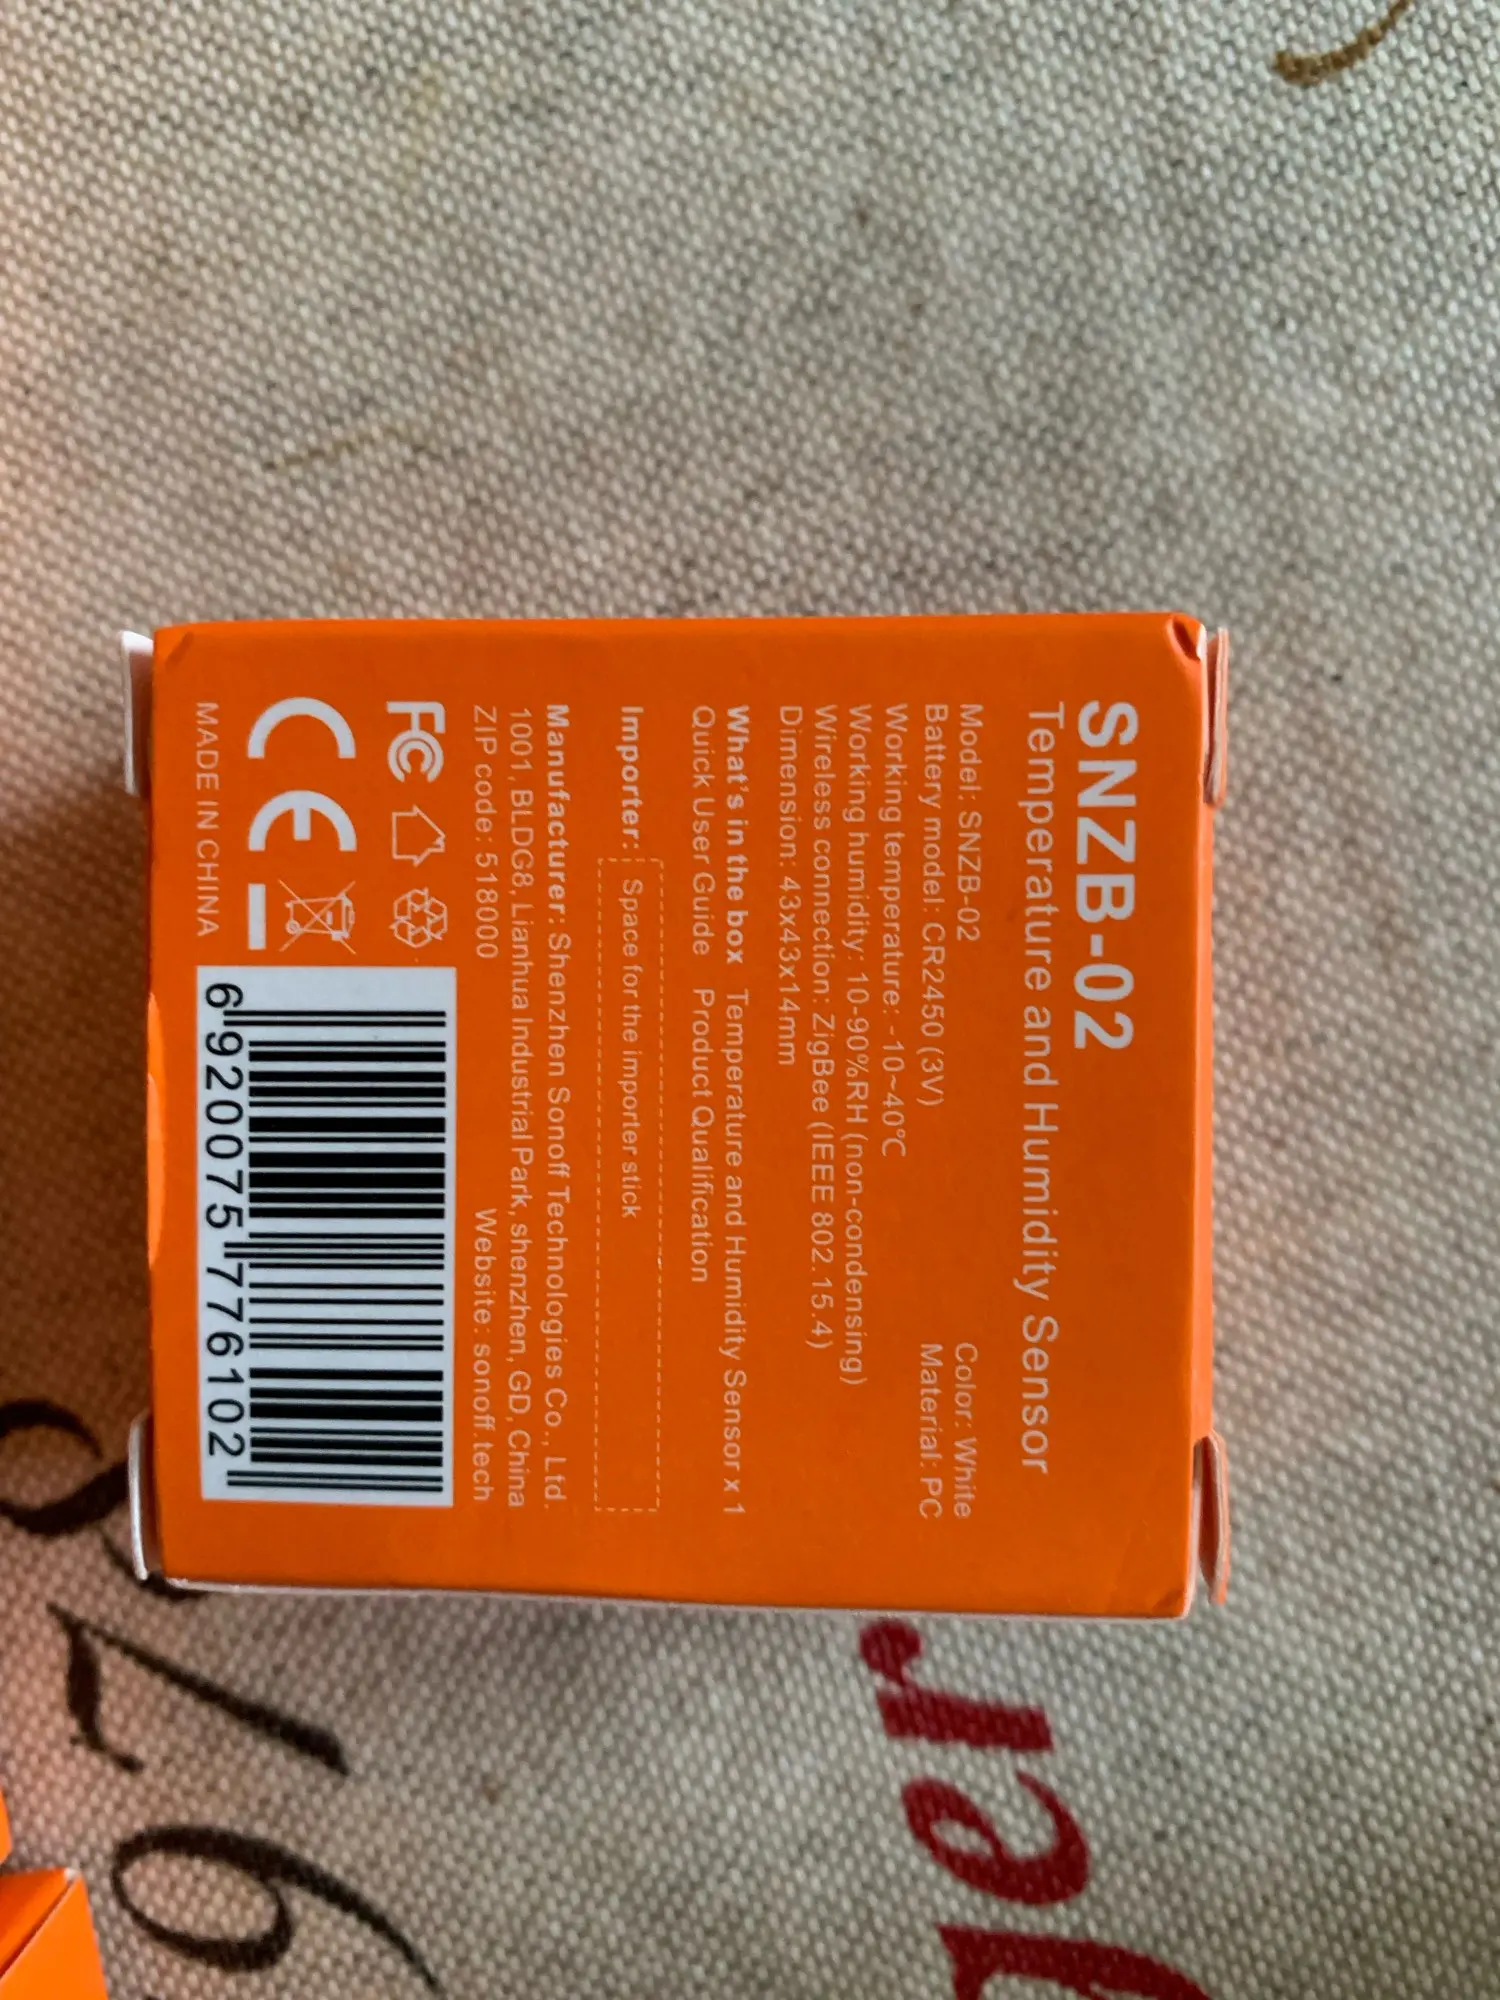 SNZB-02
Temperature and Humidity Sensor
Model: SNZB-02 Color: White
Battery model: CR2450 (3V) Material: PC
Working temperature: -10~40℃
Working humidity: 10-90%RH (non-condensing)
Wireless connection: ZigBee (IEEE 802.15.4)
Dimension: 43x43x14mm
What's in the box Temperature and Humidity Sensor x 1
Quick User Guide Product Qualification
Importer: Space for the importer stick
Manufacturer: Shenzhen Sonoff Technologies Co., Ltd.
1001, BLDG8, Lianhua Industrial Park, shenzhen, GD, China
ZIP code: 518000 Website: sonoff.tech
FC
CE
MADE IN CHINA
6 920075 776102